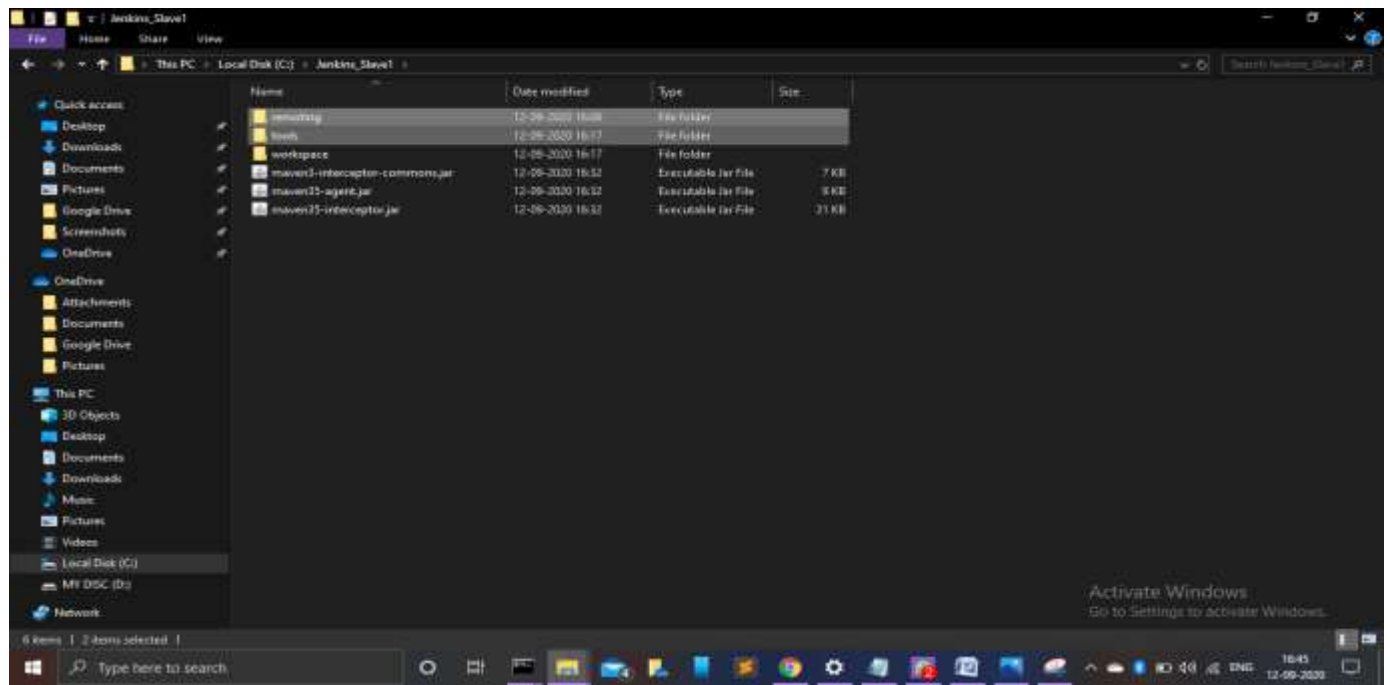 Jenkins_Slave1
File Home Share View
This PC Local Disk (C:) Jenkins_Slave1
Search Jenkins_Slave1
Name Date modified Type Size
remoting 12-09-2020 File folder
tools 12-09-2020 16:17 File folder
workspace 12-09-2020 16:17 File folder
maven3-interceptor-commons.jar 12-09-2020 16:32 Executable Jar File 7 KB
maven35-agent.jar 12-09-2020 16:32 Executable Jar File KB
maven35-interceptor.jar 12-09-2020 16:32 Executable Jar File 21 KB
Quick access
Desktop
Downloads
Documents
Pictures
Google Drive
Screenshots
OneDrive
OneDrive
Attachments
Documents
Google Drive
Pictures
This PC
3D Objects
Desktop
Documents
Downloads
Music
Pictures
Videos
Local Disk (C:)
MY DISC (D:)
Network
Activate Windows
Go to Settings to activate Windows.
6 items 2 items selected
Type here to search
ENG
16:45
12-09-2020